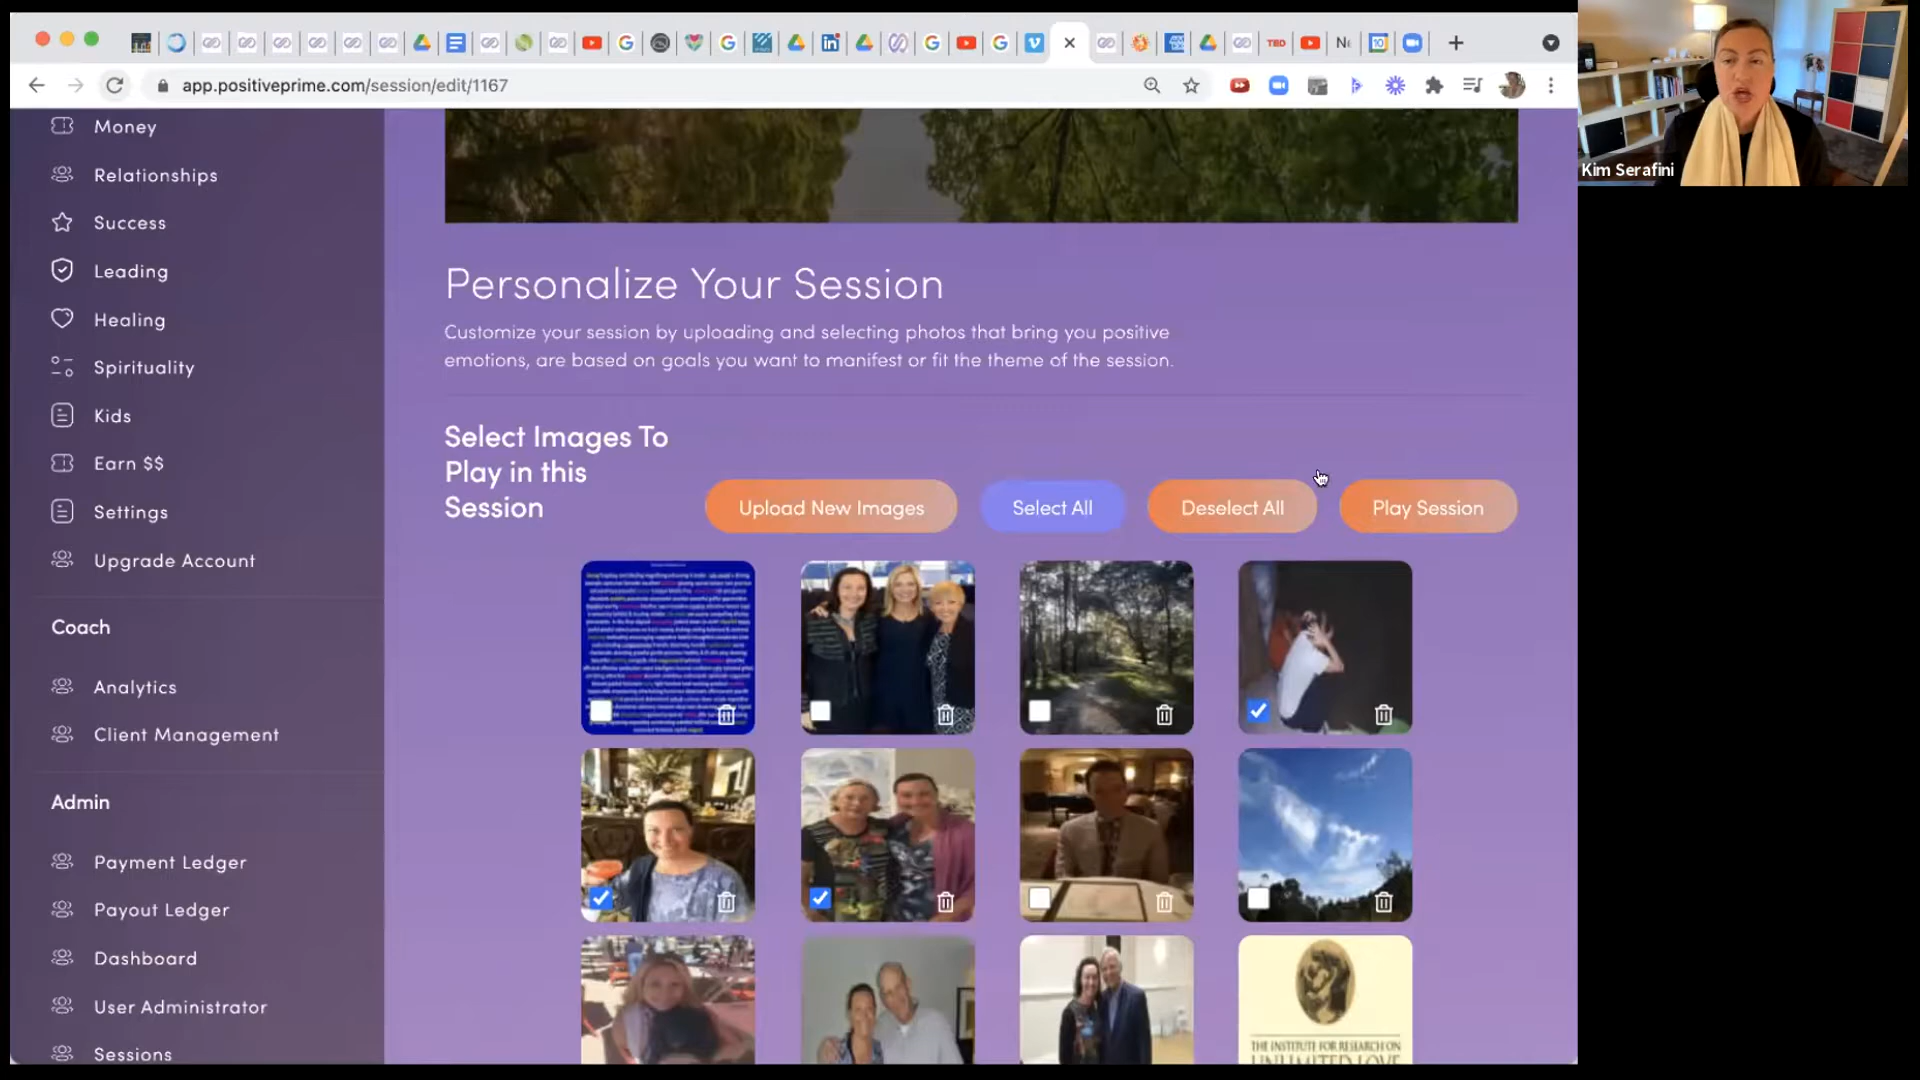 app.positiveprime.com/session/edit/1167
Kim Serafini
Money
Relationships
Success
Leading
Healing
Spirituality
Kids
Earn $$
Settings
Upgrade Account
Coach
Analytics
Client Management
Admin
Payment Ledger
Payout Ledger
Dashboard
User Administrator
Sessions
Personalize Your Session
Customize your session by uploading and selecting photos that bring you positive
emotions, are based on goals you want to manifest or fit the theme of the session.
Select Images To
Play in this
Session
Upload New Images
Select All
Deselect All
Play Session
THE INSTITUTE FOR RESEARCH ON
UNLIMITED LOVE